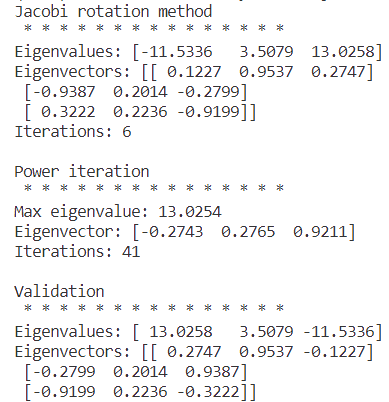 Jacobi rotation method
* * * * * * * * * * * * * * *
Eigenvalues: [-11.5336   3.5079  13.0258]
Eigenvectors: [[ 0.1227  0.9537  0.2747]
 [-0.9387  0.2014 -0.2799]
 [ 0.3222  0.2236 -0.9199]]
Iterations: 6

Power iteration
* * * * * * * * * * * * * * *
Max eigenvalue: 13.0254
Eigenvector: [-0.2743  0.2765  0.9211]
Iterations: 41

Validation
* * * * * * * * * * * * * * *
Eigenvalues: [ 13.0258   3.5079 -11.5336]
Eigenvectors: [[ 0.2747  0.9537 -0.1227]
 [-0.2799  0.2014  0.9387]
 [-0.9199  0.2236 -0.3222]]